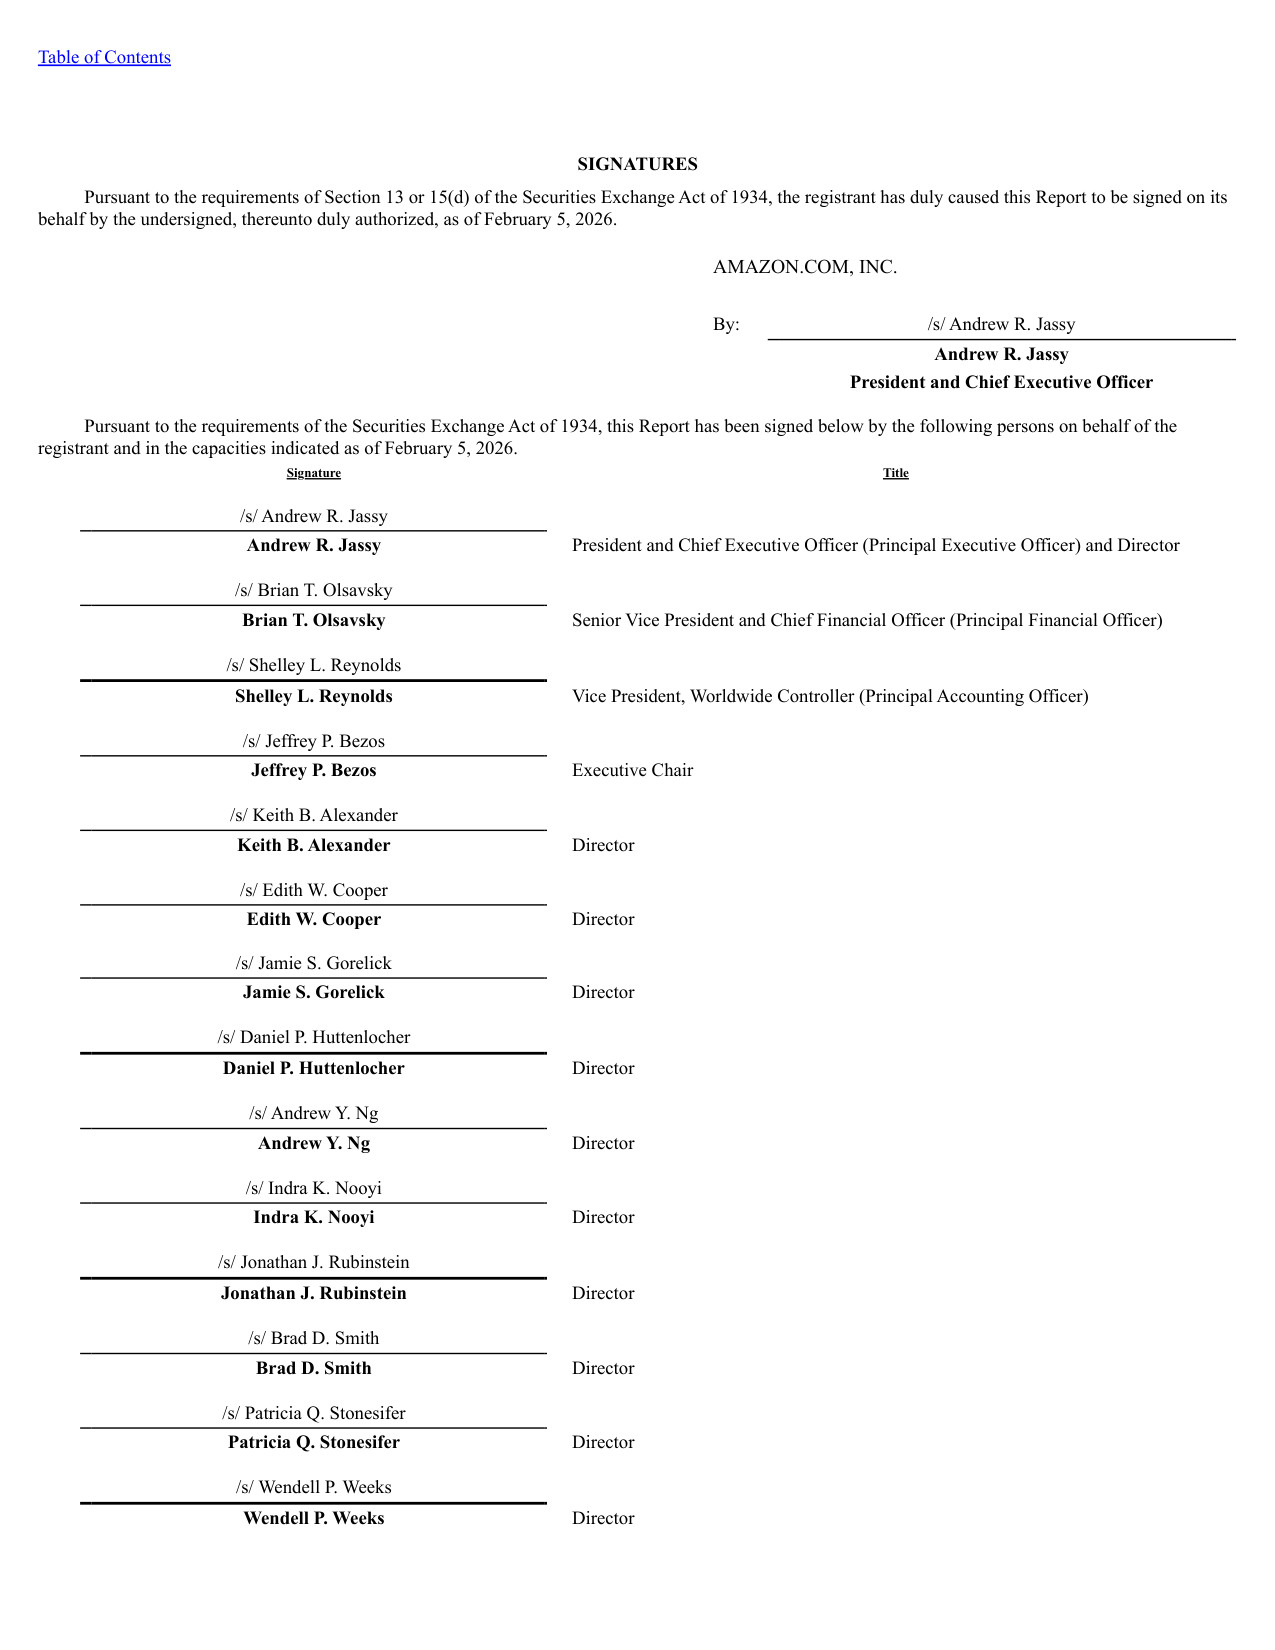 Table of Contents
SIGNATURES
Pursuant to the requirements of Section 13 or 15(d) of the Securities Exchange Act of 1934, the registrant has duly caused this Report to be signed on its
behalf by the undersigned, thereunto duly authorized, as of February 5, 2026.
AMAZON.COM, INC.
By: /s/ Andrew R. Jassy
Andrew R. Jassy
President and Chief Executive Officer
Pursuant to the requirements of the Securities Exchange Act of 1934, this Report has been signed below by the following persons on behalf of the
registrant and in the capacities indicated as of February 5, 2026.
Signature Title
/s/ Andrew R. Jassy
Andrew R. Jassy President and Chief Executive Officer (Principal Executive Officer) and Director
/s/ Brian T. Olsavsky
Brian T. Olsavsky Senior Vice President and Chief Financial Officer (Principal Financial Officer)
/s/ Shelley L. Reynolds
Shelley L. Reynolds Vice President, Worldwide Controller (Principal Accounting Officer)
/s/ Jeffrey P. Bezos
Jeffrey P. Bezos Executive Chair
/s/ Keith B. Alexander
Keith B. Alexander Director
/s/ Edith W. Cooper
Edith W. Cooper Director
/s/ Jamie S. Gorelick
Jamie S. Gorelick Director
/s/ Daniel P. Huttenlocher
Daniel P. Huttenlocher Director
/s/ Andrew Y. Ng
Andrew Y. Ng Director
/s/ Indra K. Nooyi
Indra K. Nooyi Director
/s/ Jonathan J. Rubinstein
Jonathan J. Rubinstein Director
/s/ Brad D. Smith
Brad D. Smith Director
/s/ Patricia Q. Stonesifer
Patricia Q. Stonesifer Director
/s/ Wendell P. Weeks
Wendell P. Weeks Director